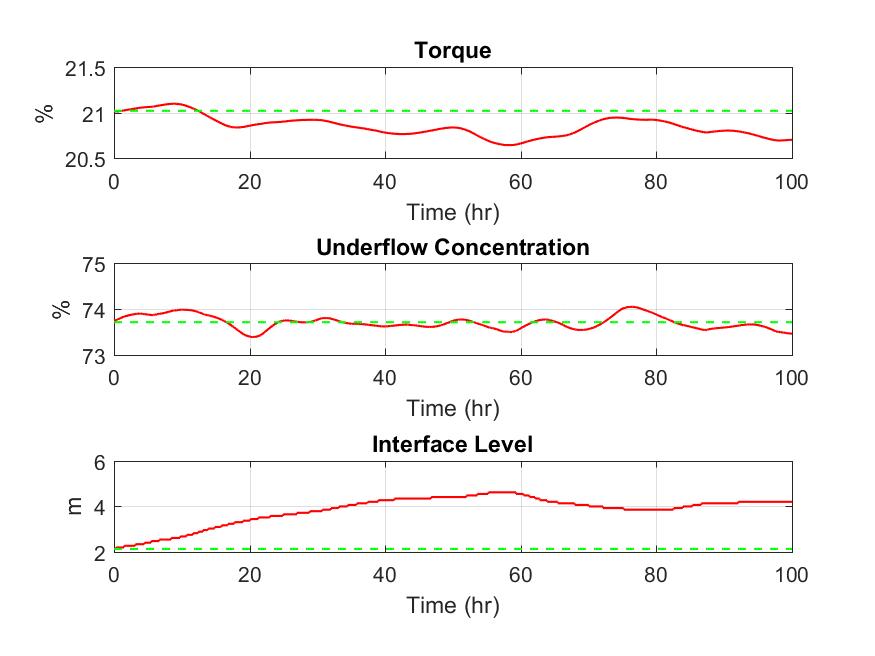 Torque
21.5
21
20.5
%
0 20 40 60 80 100
Time (hr)
Underflow Concentration
75
74
73
%
0 20 40 60 80 100
Time (hr)
Interface Level
6
4
2
m
0 20 40 60 80 100
Time (hr)